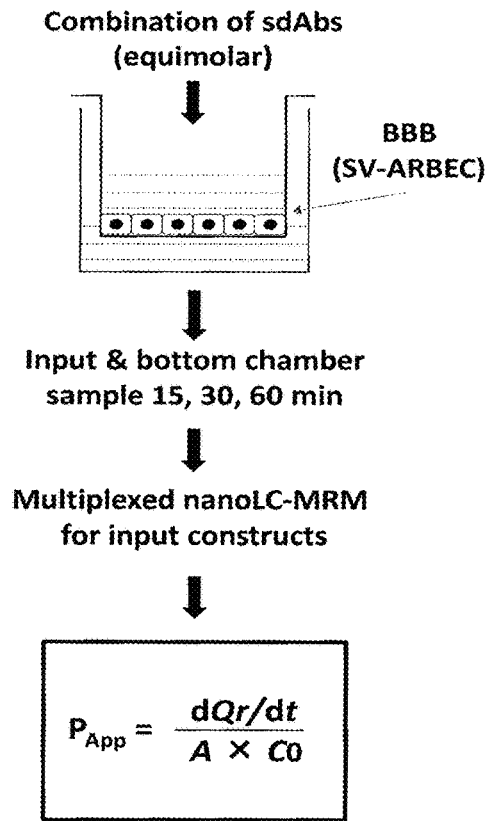 Combination of sdAbs
(equimolar)
BBB
(SV-ARBEC)
Input & bottom chamber
sample 15, 30, 60 min
Multiplexed nanoLC-MRM
for input constructs
P_App = dQr/dt
A × C0